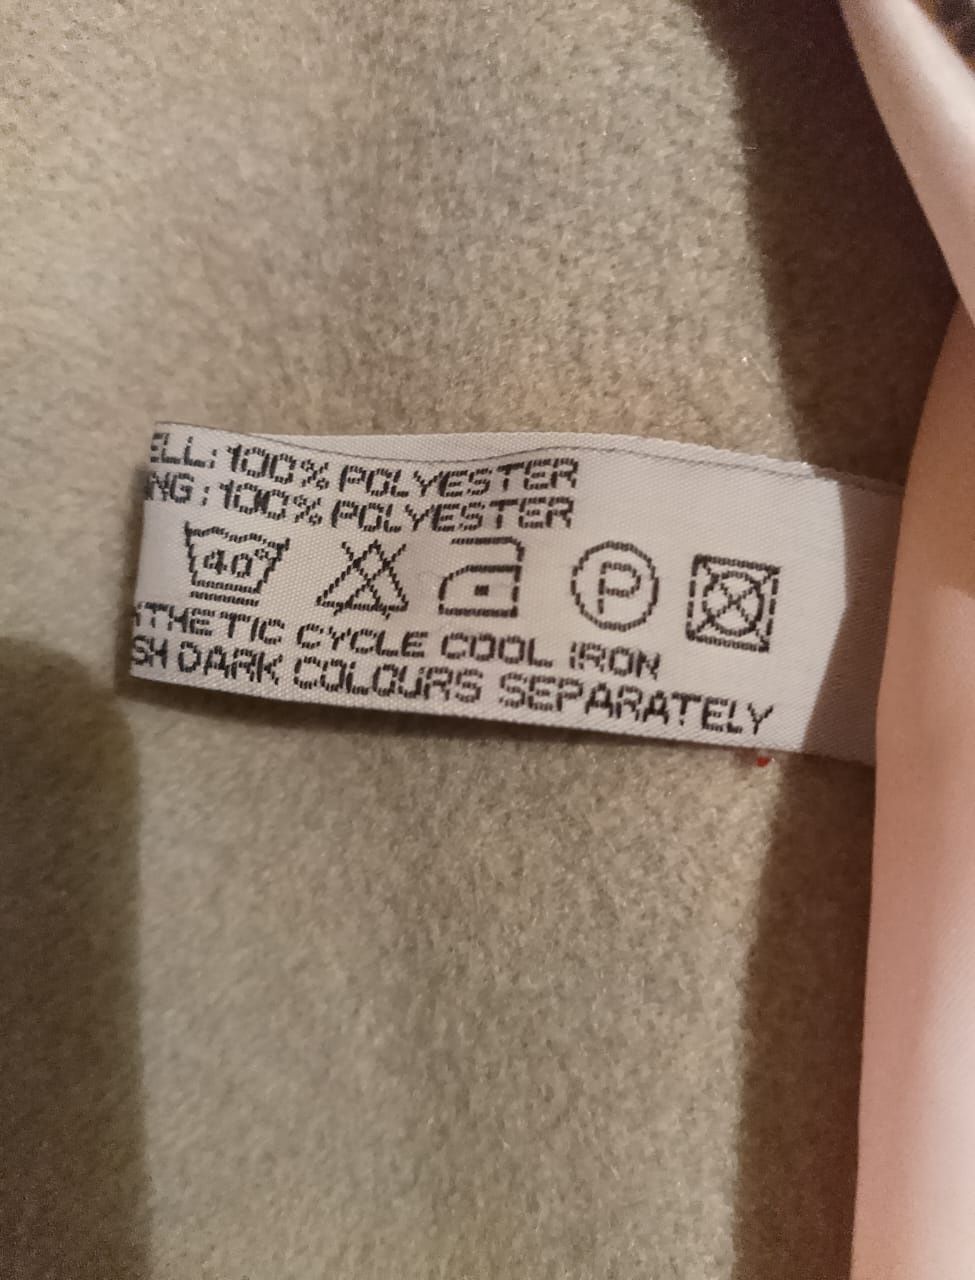 ELL: 100% POLYESTER
NG: 100% POLYESTER
40°
P
THETIC CYCLE COOL IRON
SH DARK COLOURS SEPARATELY